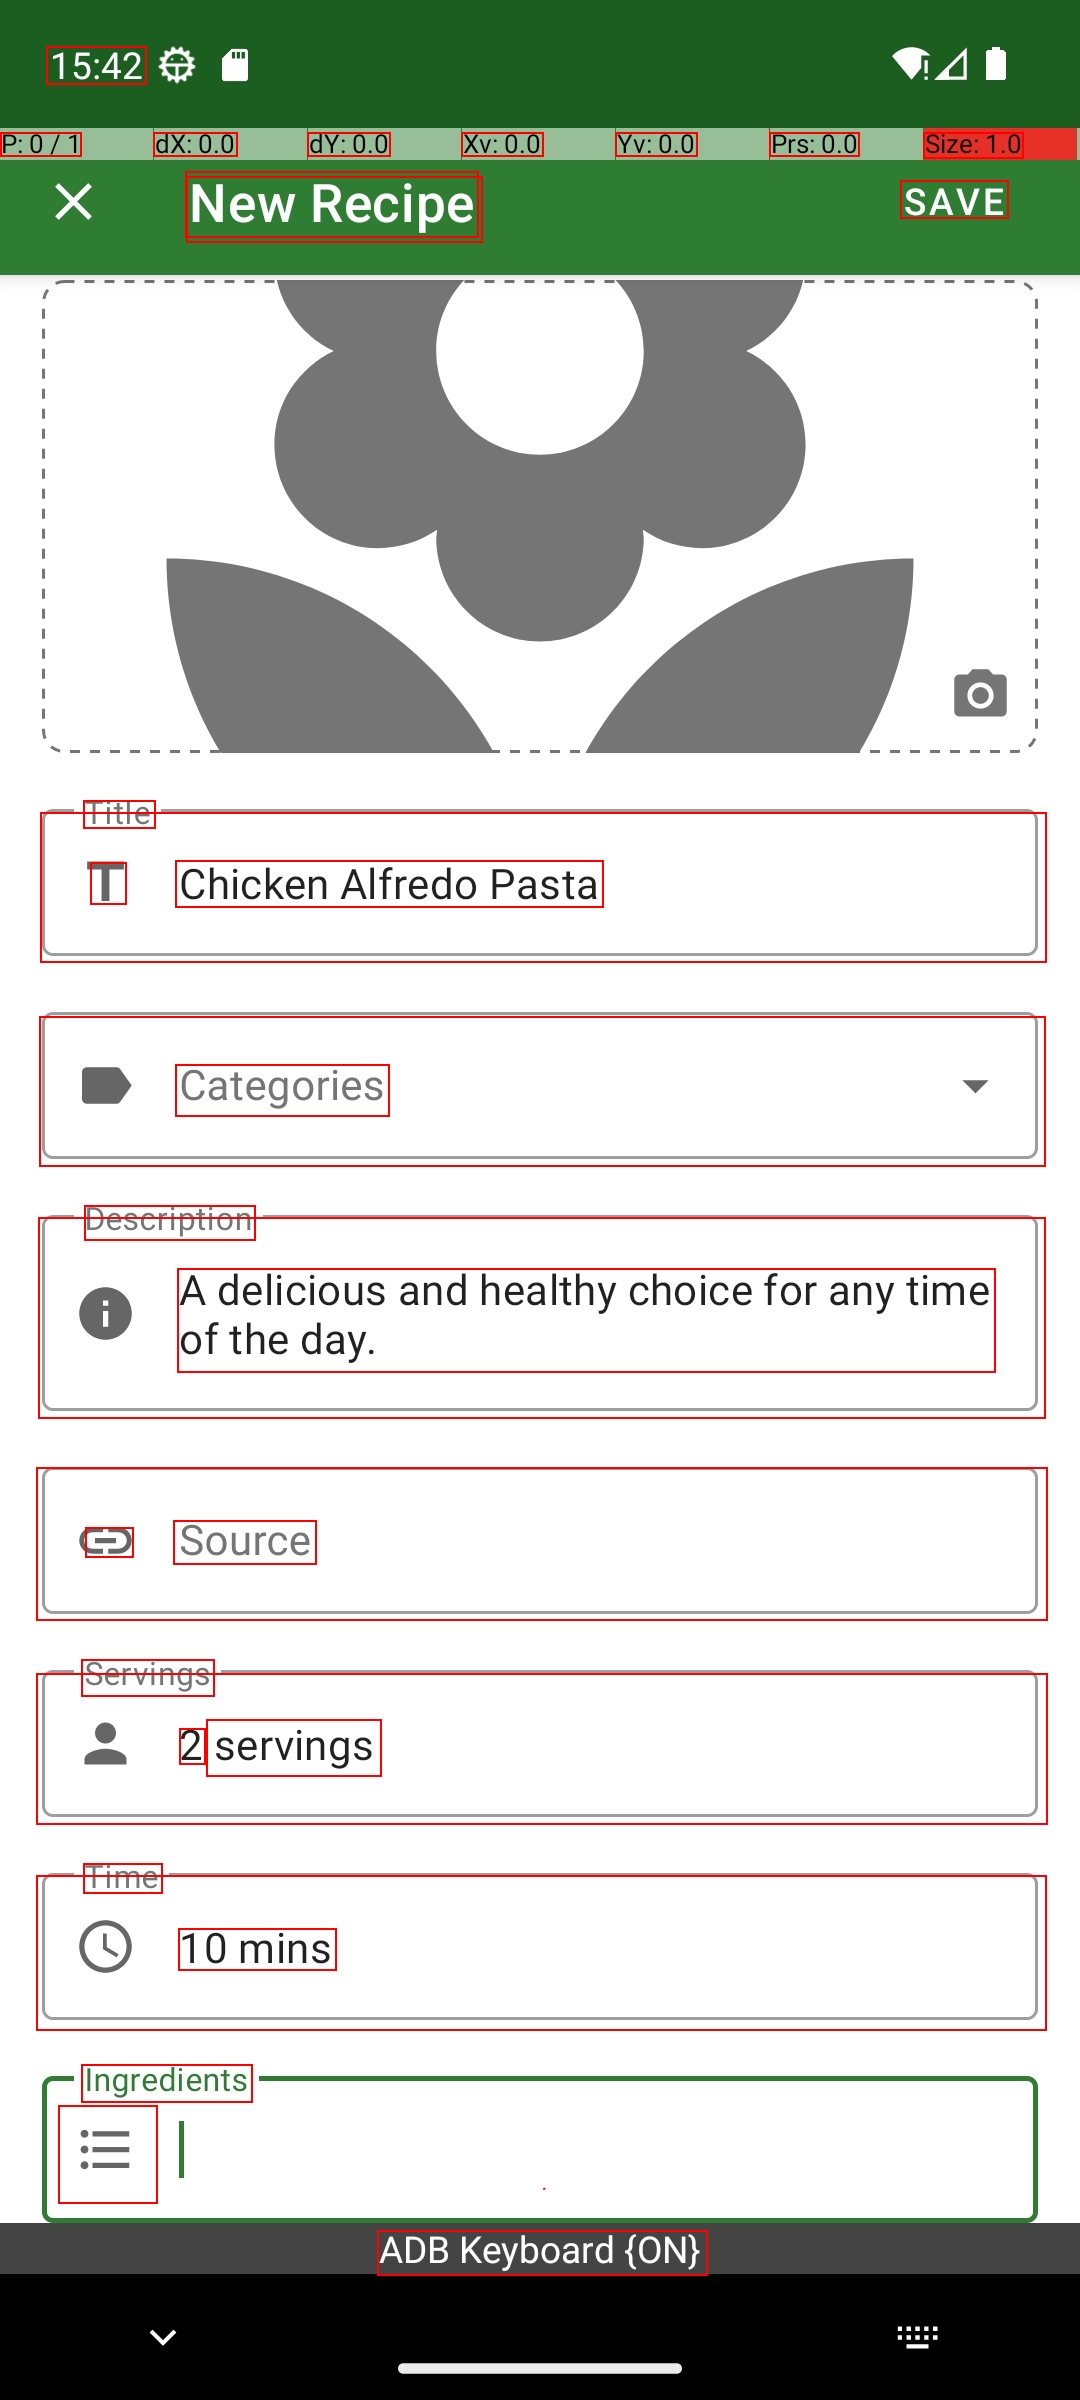 15:42
P: 0 / 1 dX: 0.0 dY: 0.0 Xv: 0.0 Yv: 0.0 Prs: 0.0 Size: 1.0
New Recipe SAVE
Title
Chicken Alfredo Pasta
Categories
Description
A delicious and healthy choice for any time
of the day.
Source
Servings
2 servings
Time
10 mins
Ingredients
ADB Keyboard {ON}